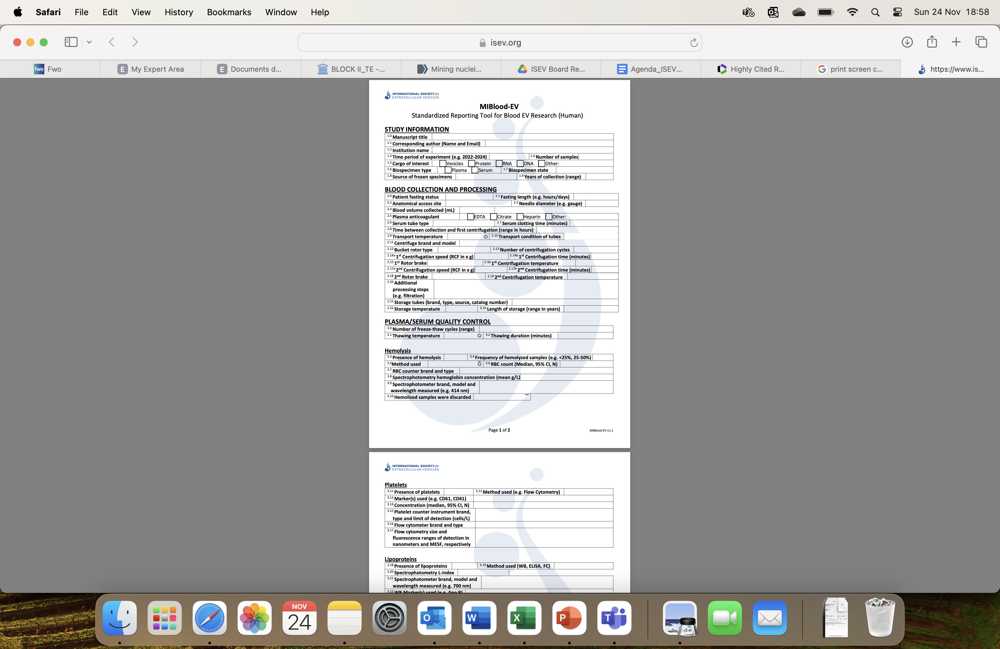 Safari File Edit View History Bookmarks Window Help Sun 24 Nov 18:58
isev.org
fwo Fwo
E My Expert Area
E Documents d...
BLOCK II_TE -...
Mining nuclei...
ISEV Board Re...
Agenda_ISEV...
Highly Cited R...
print screen c...
https://www.is...
INTERNATIONAL SOCIETY for
EXTRACELLULAR VESICLES
MIBlood-EV
Standardized Reporting Tool for Blood EV Research (Human)
STUDY INFORMATION
1.0 Manuscript title
1.1 Corresponding author (Name and Email)
1.2 Institution name
1.3 Time period of experiment (e.g. 2022-2024) 1.4 Number of samples
1.5 Cargo of interest Vesicles Protein RNA DNA Other:
1.6 Biospecimen type Plasma Serum 1.7 Biospecimen state
1.8 Source of frozen specimens 1.9 Years of collection (range)
BLOOD COLLECTION AND PROCESSING
2.0 Patient fasting status 2.1 Fasting length (e.g. hours/days)
2.2 Anatomical access site 2.3 Needle diameter (e.g. gauge)
2.4 Blood volume collected (mL)
2.5 Plasma anticoagulant EDTA Citrate Heparin Other:
2.6 Serum tube type 2.7 Serum clotting time (minutes)
2.8 Time between collection and first centrifugation (range in hours)
2.9 Transport temperature 2.10 Transport condition of tubes
2.11 Centrifuge brand and model
2.12 Bucket rotor type 2.13 Number of centrifugation cycles
2.14a 1st Centrifugation speed (RCF in x g) 2.14b 1st Centrifugation time (minutes)
2.15 1st Rotor brake 2.16 1st Centrifugation temperature
2.17a 2nd Centrifugation speed (RCF in x g) 2.17b 2nd Centrifugation time (minutes)
2.18 2nd Rotor brake 2.19 2nd Centrifugation temperature
2.20 Additional
processing steps
(e.g. filtration)
2.21 Storage tubes (brand, type, source, catalog number)
2.22 Storage temperature 2.23 Length of storage (range in years)
PLASMA/SERUM QUALITY CONTROL
3.0 Number of freeze-thaw cycles (range)
3.1 Thawing temperature 3.2 Thawing duration (minutes)
Hemolysis
3.3 Presence of hemolysis 3.4 Frequency of hemolyzed samples (e.g. <25%, 25-50%)
3.5 Method used 3.6 RBC count (Median, 95% CI, N)
3.7 RBC counter brand and type
3.8 Spectrophotometry hemoglobin concentration (mean g/L)
3.9 Spectrophotometer brand, model and
wavelength measured (e.g. 414 nm)
3.10 Hemolized samples were discarded
Page 1 of 2 MIBlood-EV v1.1
INTERNATIONAL SOCIETY for
EXTRACELLULAR VESICLES
Platelets
3.11 Presence of platelets 3.12 Method used (e.g. Flow Cytometry)
3.13 Marker(s) used (e.g. CD61, CD41)
3.14 Concentration (median, 95% CI, N)
3.15 Platelet counter instrument brand,
type and limit of detection (cells/L)
3.16 Flow cytometer brand and type
3.17 Flow cytometry size and
fluorescence ranges of detection in
nanometers and MESF, respectively
Lipoproteins
3.18 Presence of lipoproteins 3.19 Method used (WB, ELISA, FC)
3.20 Spectrophotometry L-index
3.21 Spectrophotometer brand, model and
wavelength measured (e.g. 700 nm)
3.22 WB Marker(s) used (e.g. Apo B)
NOV
24
O
W
X
P
T